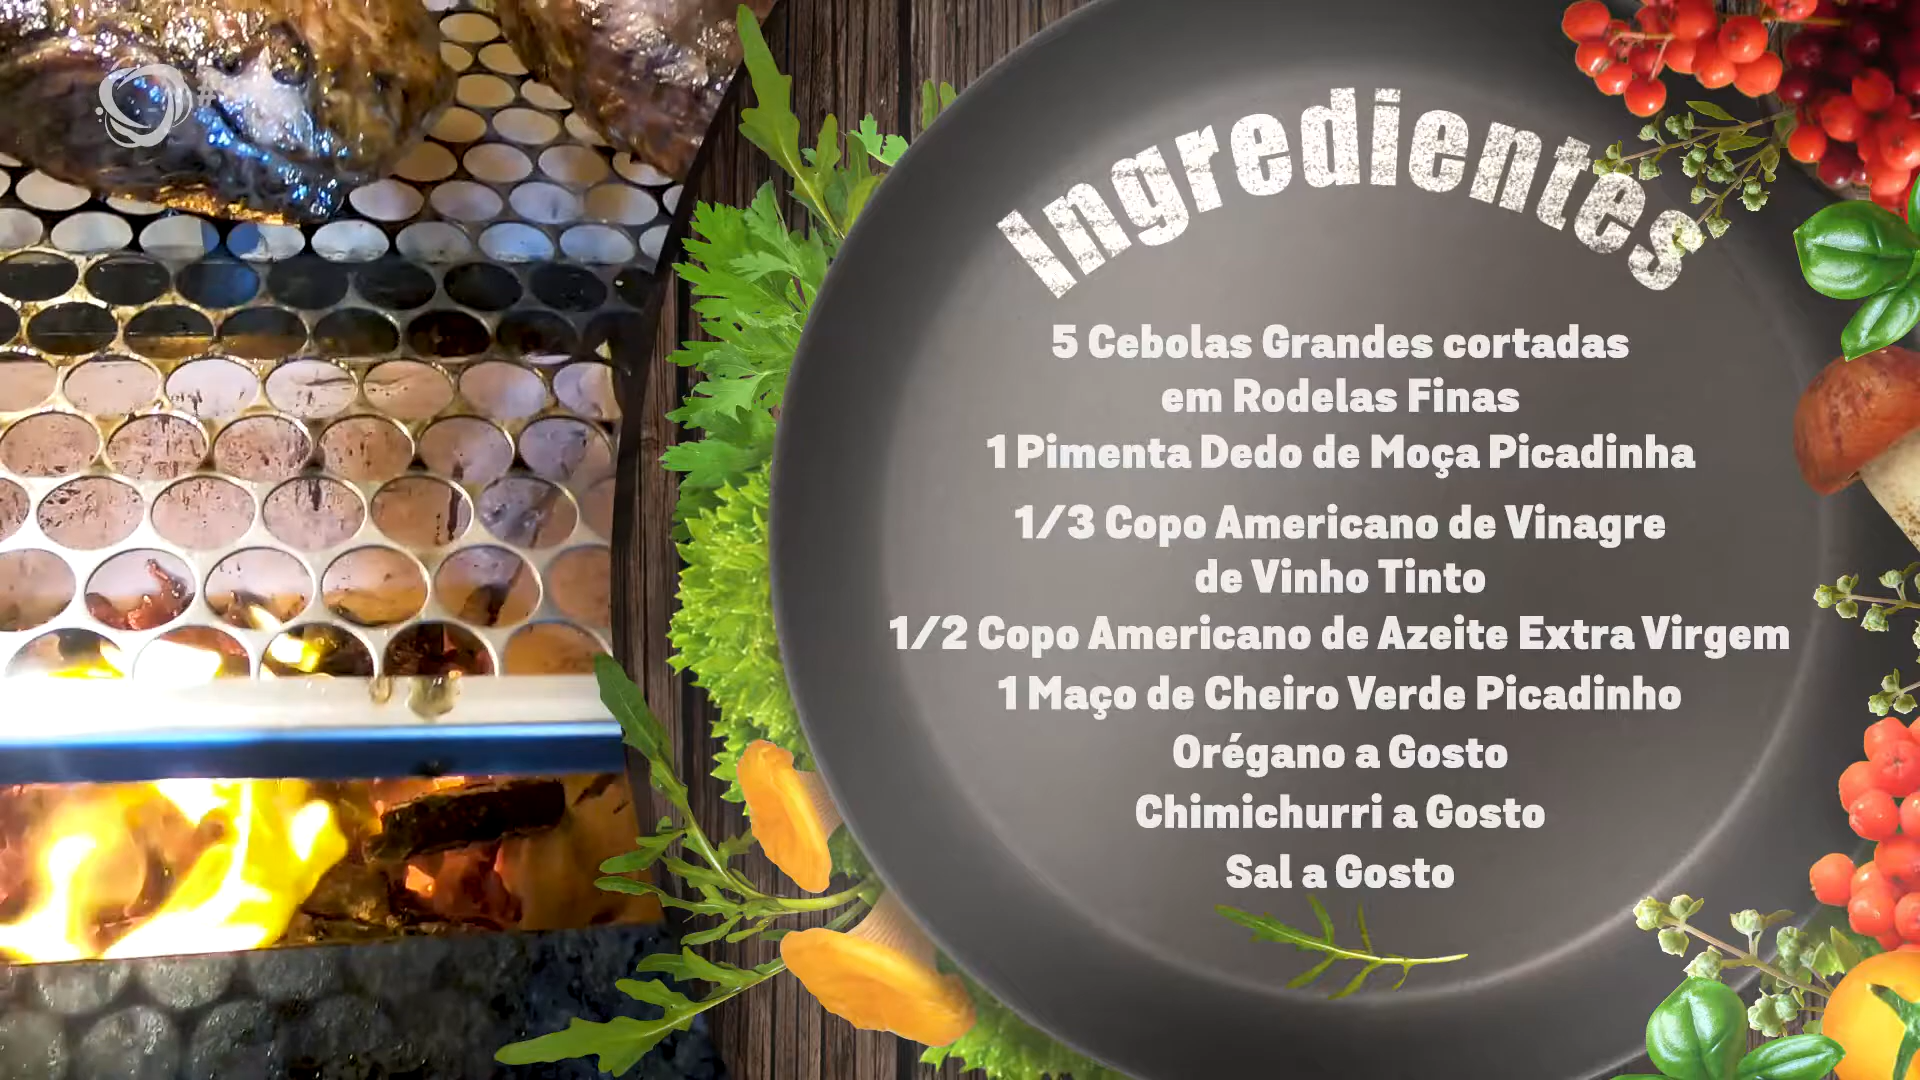 #
Ingredientes
5 Cebolas Grandes cortadas
em Rodelas Finas
1 Pimenta Dedo de Moça Picadinha
1/3 Copo Americano de Vinagre
de Vinho Tinto
1/2 Copo Americano de Azeite Extra Virgem
1 Maço de Cheiro Verde Picadinho
Orégano a Gosto
Chimichurri a Gosto
Sal a Gosto